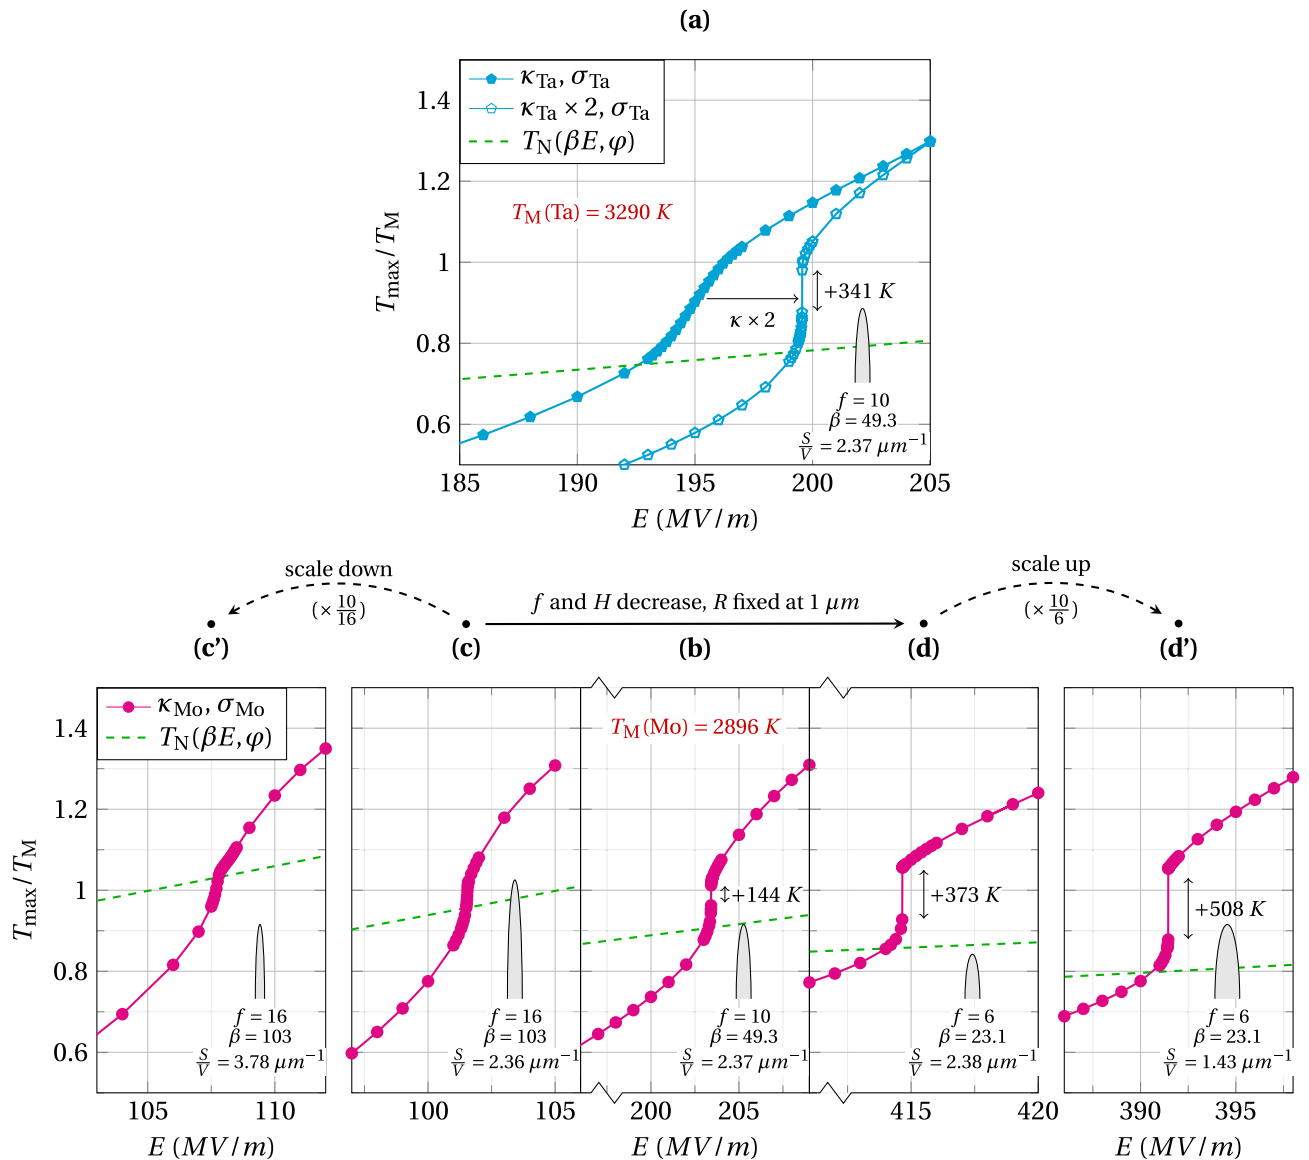 (a)
κTa, σTa
κTa × 2, σTa
TN(βE, φ)
TM(Ta) = 3290 K
+341 K
κ × 2
f = 10
β = 49.3
S/V = 2.37 μm−1
Tmax/TM
1.4
1.2
1
0.8
0.6
185 190 195 200 205
E (MV/m)
scale down
(× 10/16)
f and H decrease, R fixed at 1 μm
scale up
(× 10/6)
(c’) (c) (b) (d) (d’)
κMo, σMo
TN(βE, φ)
TM(Mo) = 2896 K
Tmax/TM
1.4
1.2
1
0.8
0.6
+144 K
+373 K
+508 K
f = 16
β = 103
S/V = 3.78 μm−1
f = 16
β = 103
S/V = 2.36 μm−1
f = 10
β = 49.3
S/V = 2.37 μm−1
f = 6
β = 23.1
S/V = 2.38 μm−1
f = 6
β = 23.1
S/V = 1.43 μm−1
105 110 100 105 200 205 415 420 390 395
E (MV/m) E (MV/m) E (MV/m) E (MV/m) E (MV/m)